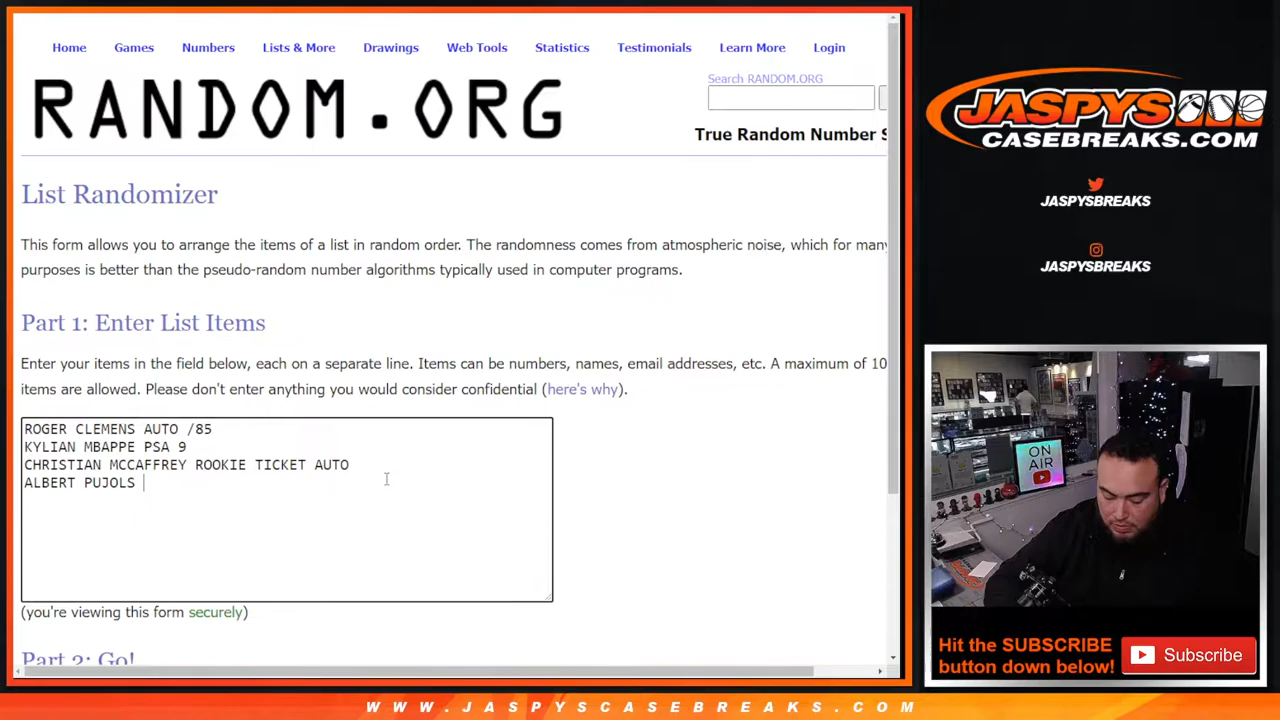 Home Games Numbers Lists & More Drawings Web Tools Statistics Testimonials Learn More Login
RANDOM.ORG
Search RANDOM.ORG
True Random Number S
List Randomizer
This form allows you to arrange the items of a list in random order. The randomness comes from atmospheric noise, which for many
purposes is better than the pseudo-random number algorithms typically used in computer programs.
Part 1: Enter List Items
Enter your items in the field below, each on a separate line. Items can be numbers, names, email addresses, etc. A maximum of 10
items are allowed. Please don't enter anything you would consider confidential (here's why).
ROGER CLEMENS AUTO /85
KYLIAN MBAPPE PSA 9
CHRISTIAN MCCAFFREY ROOKIE TICKET AUTO
ALBERT PUJOLS
(you're viewing this form securely)
Part 2: Go!
JASPYS
CASEBREAKS.COM
JASPYSBREAKS
JASPYSBREAKS
ON
AIR
Hit the SUBSCRIBE
button down below!
Subscribe
WWW.JASPYSCASEBREAKS.COM